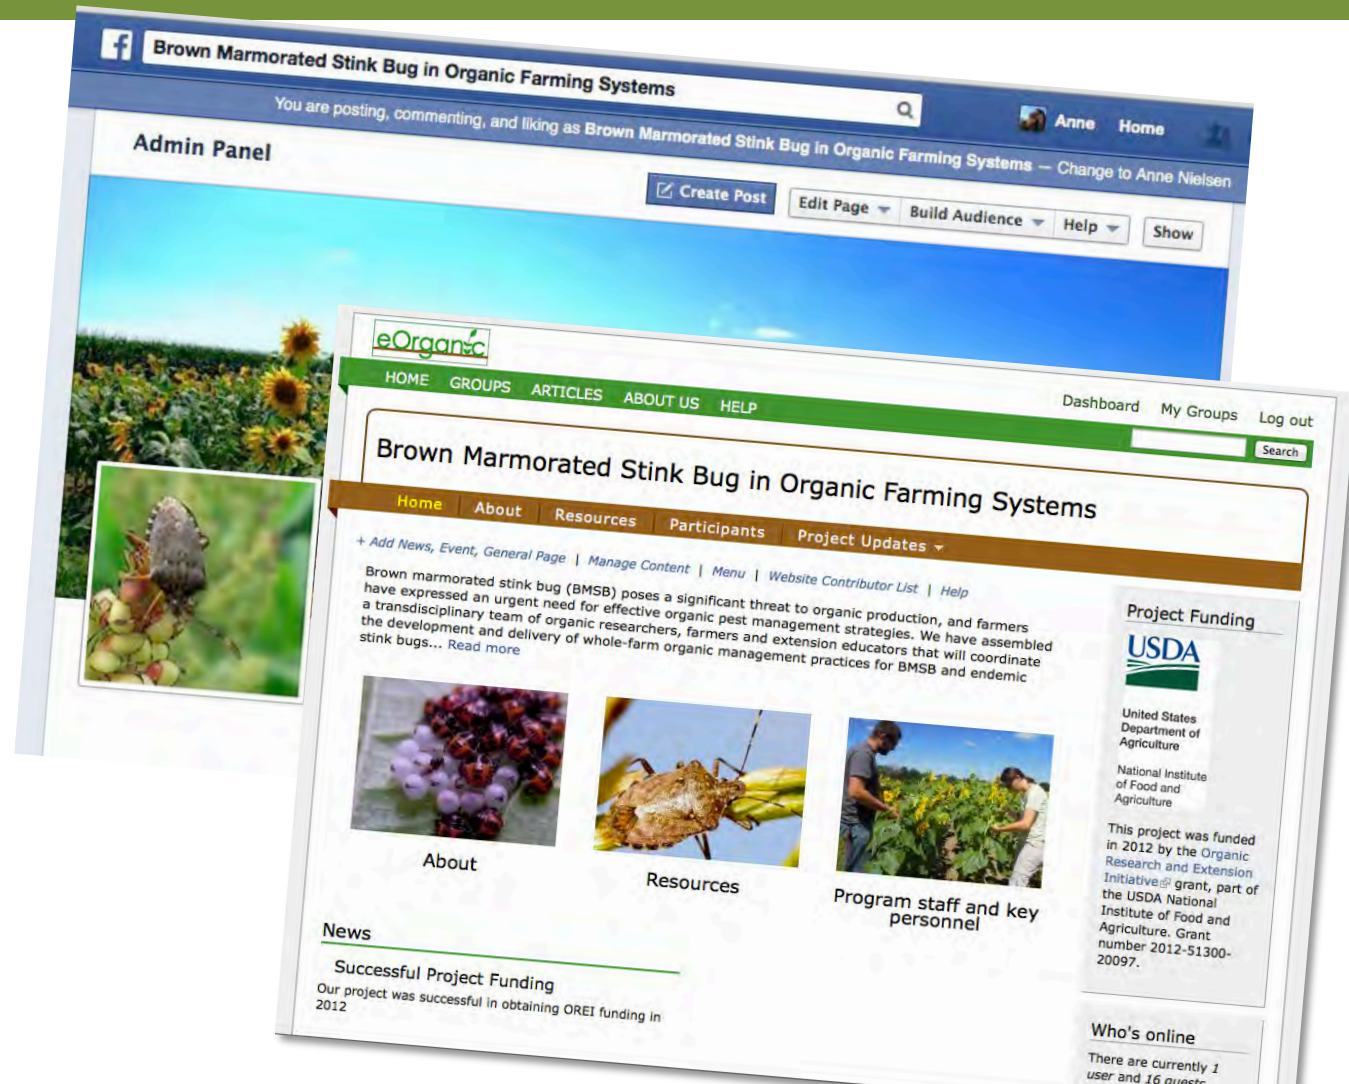 f
Brown Marmorated Stink Bug in Organic Farming Systems
Anne Home
You are posting, commenting, and liking as Brown Marmorated Stink Bug in Organic Farming Systems — Change to Anne Nielsen
Admin Panel
Create Post
Edit Page
Build Audience
Help
Show
eOrganic
HOME GROUPS ARTICLES ABOUT US HELP
Dashboard My Groups Log out
Search
Brown Marmorated Stink Bug in Organic Farming Systems
Home About Resources Participants Project Updates
+ Add News, Event, General Page | Manage Content | Menu | Website Contributor List | Help
Brown marmorated stink bug (BMSB) poses a significant threat to organic production, and farmers
have expressed an urgent need for effective organic pest management strategies. We have assembled
a transdisciplinary team of organic researchers, farmers and extension educators that will coordinate
the development and delivery of whole-farm organic management practices for BMSB and endemic
stink bugs... Read more
About
Resources
Program staff and key
personnel
News
Successful Project Funding
Our project was successful in obtaining OREI funding in
2012
Project Funding
USDA
United States
Department of
Agriculture
National Institute
of Food and
Agriculture
This project was funded
in 2012 by the Organic
Research and Extension
Initiative grant, part of
the USDA National
Institute of Food and
Agriculture. Grant
number 2012-51300-
20097.
Who's online
There are currently 1
user and 16 guests